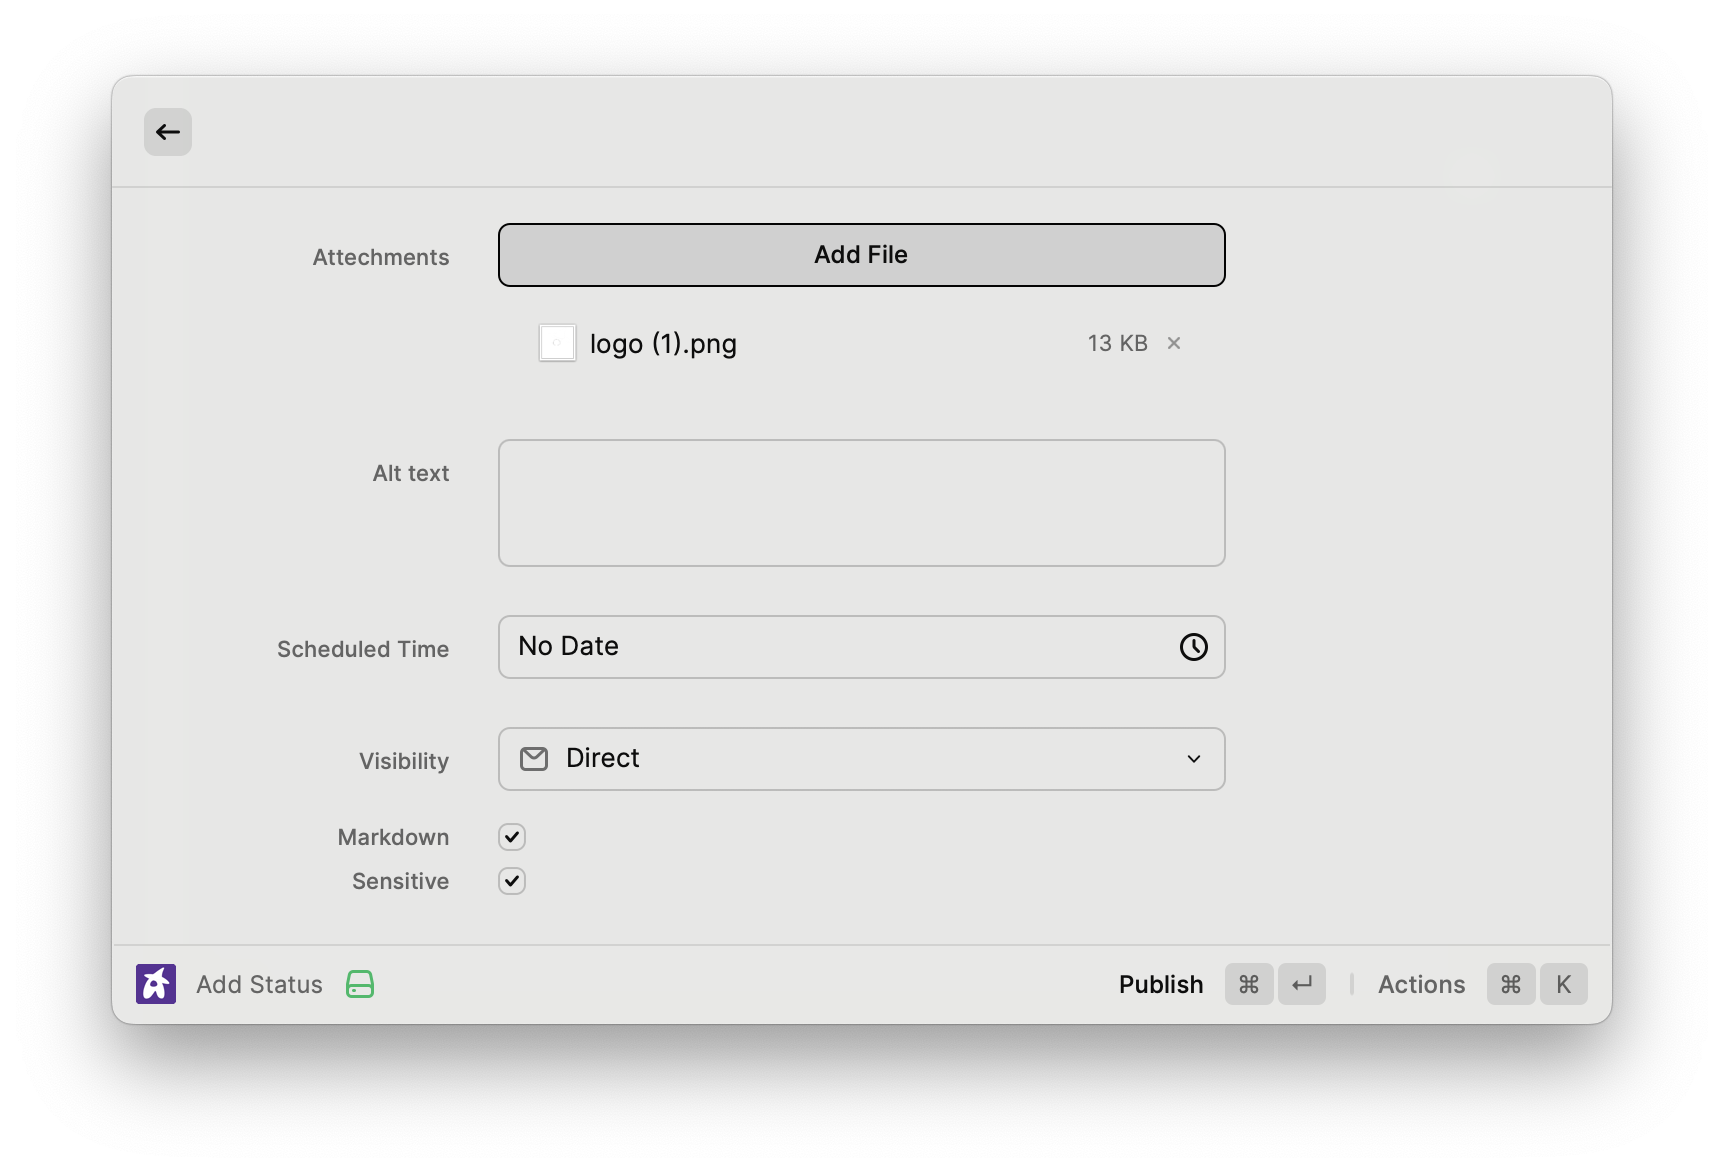 Attechments
Add File
logo (1).png 13 KB
Alt text
Scheduled Time
No Date
Visibility
Direct
Markdown
Sensitive
Add Status
Publish ⌘ ↵ | Actions ⌘ K